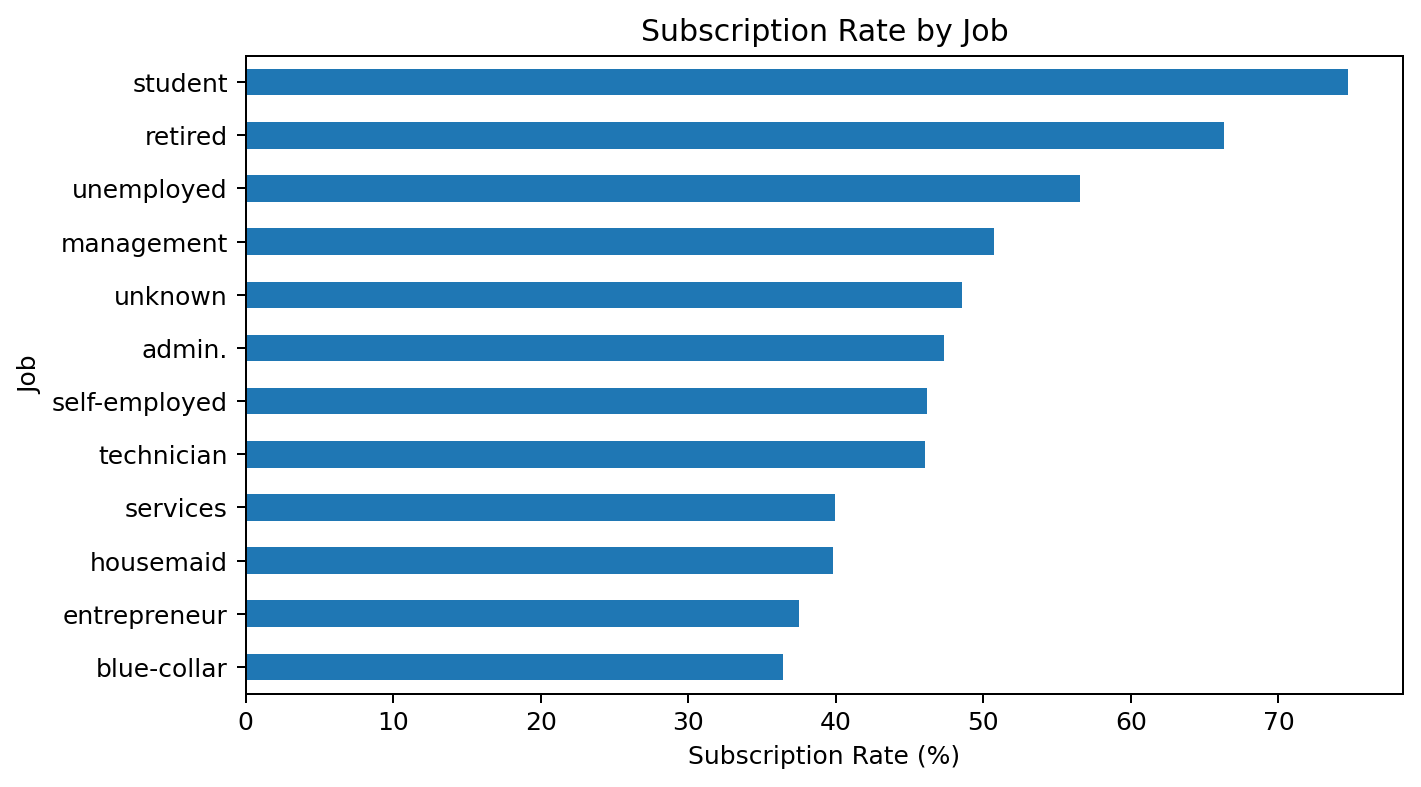 Subscription Rate by Job
student
retired
unemployed
management
unknown
admin.
self-employed
technician
services
housemaid
entrepreneur
blue-collar
Job
0 10 20 30 40 50 60 70
Subscription Rate (%)